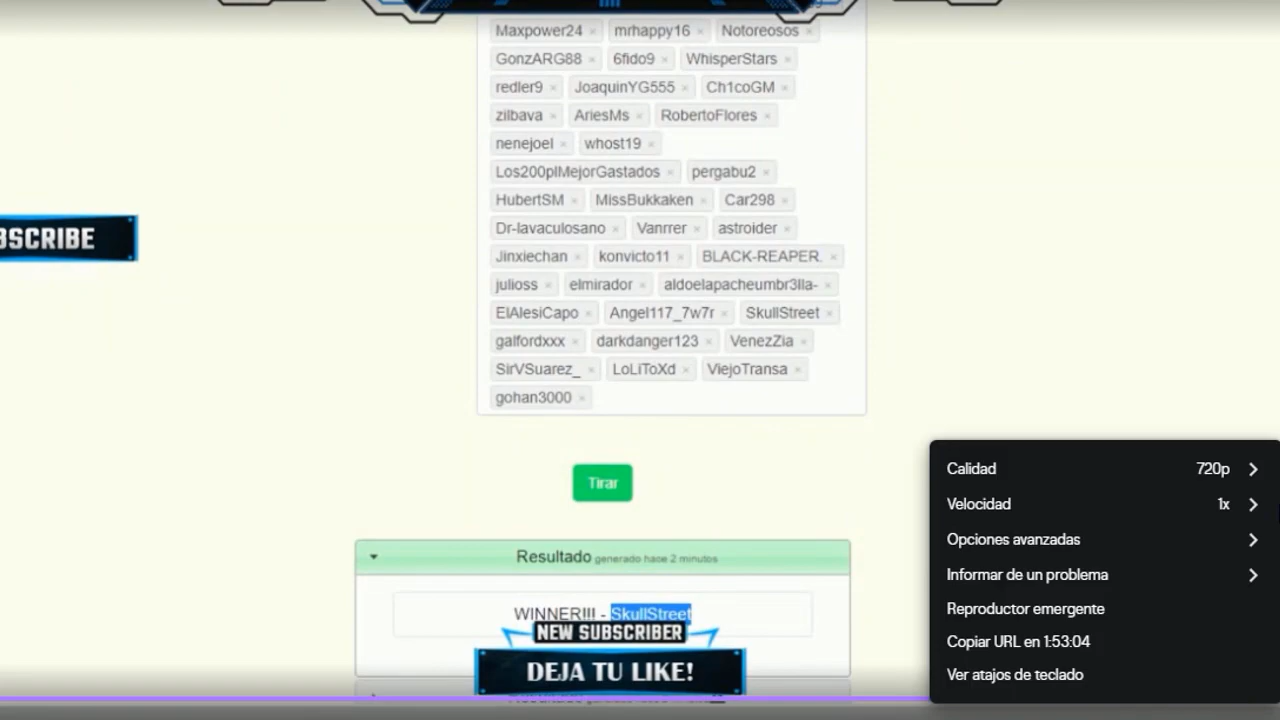 Maxpower24 × mrhappy16 × Notoreosos ×
GonzARG88 × 6fido9 × WhisperStars ×
redler9 × JoaquinYG555 × Ch1coGM ×
zilbava × AriesMs × RobertoFlores ×
nenejoel × whost19 ×
Los200plMejorGastados × pergabu2 ×
HubertSM × MissBukkaken × Car298 ×
BSCRIBE
Dr-lavaculosano × Vanrrer × astroider ×
Jinxiechan × konvicto11 × BLACK-REAPER. ×
julioss × elmirador × aldoelapacheumbr3lla- ×
ElAlesiCapo × Angel117_7w7r × SkullStreet ×
galfordxxx × darkdanger123 × VenezZia ×
SirVSuarez_ × LoLiToXd × ViejoTransa ×
gohan3000 ×
Tirar
Resultado generado hace 2 minutos
WINNER!!! - SkullStreet
NEW SUBSCRIBER
DEJA TU LIKE!
Calidad 720p
Velocidad 1x
Opciones avanzadas
Informar de un problema
Reproductor emergente
Copiar URL en 1:53:04
Ver atajos de teclado